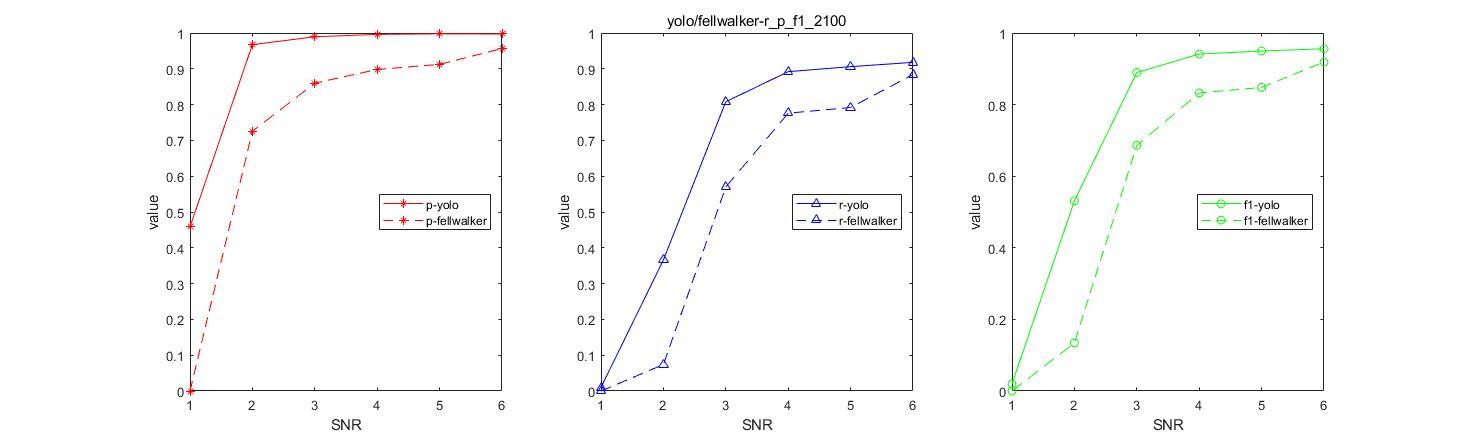 yolo/fellwalker-r_p_f1_2100
1
0.9
0.8
0.7
0.6
0.5
0.4
0.3
0.2
0.1
0
value
1 2 3 4 5 6
SNR
p-yolo
p-fellwalker
1
0.9
0.8
0.7
0.6
0.5
0.4
0.3
0.2
0.1
0
value
1 2 3 4 5 6
SNR
r-yolo
r-fellwalker
1
0.8
0.6
0.4
0.2
0
value
1 2 3 4 5 6
SNR
f1-yolo
f1-fellwalker